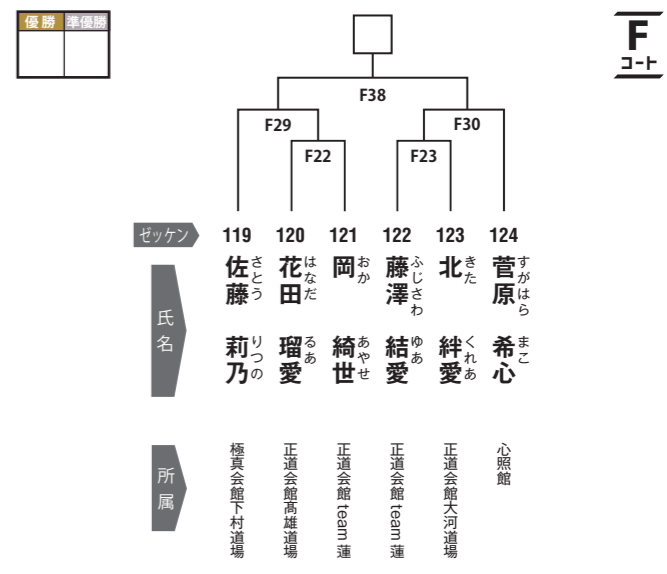 優勝 準優勝
F
コート
F38
F29 F30
F22 F23
ゼッケン 119 120 121 122 123 124
氏名
佐藤 莉乃
さとう りつの
花田 瑠愛
はなだ るあ
岡 綺世
おか あやせ
藤澤 結愛
ふじさわ ゆあ
北 絆愛
きた くれあ
菅原 希心
すがはら まこ
所属
極真会館下村道場
正道会館髙雄道場
正道会館 team 蓮
正道会館 team 蓮
正道会館大河道場
心照館